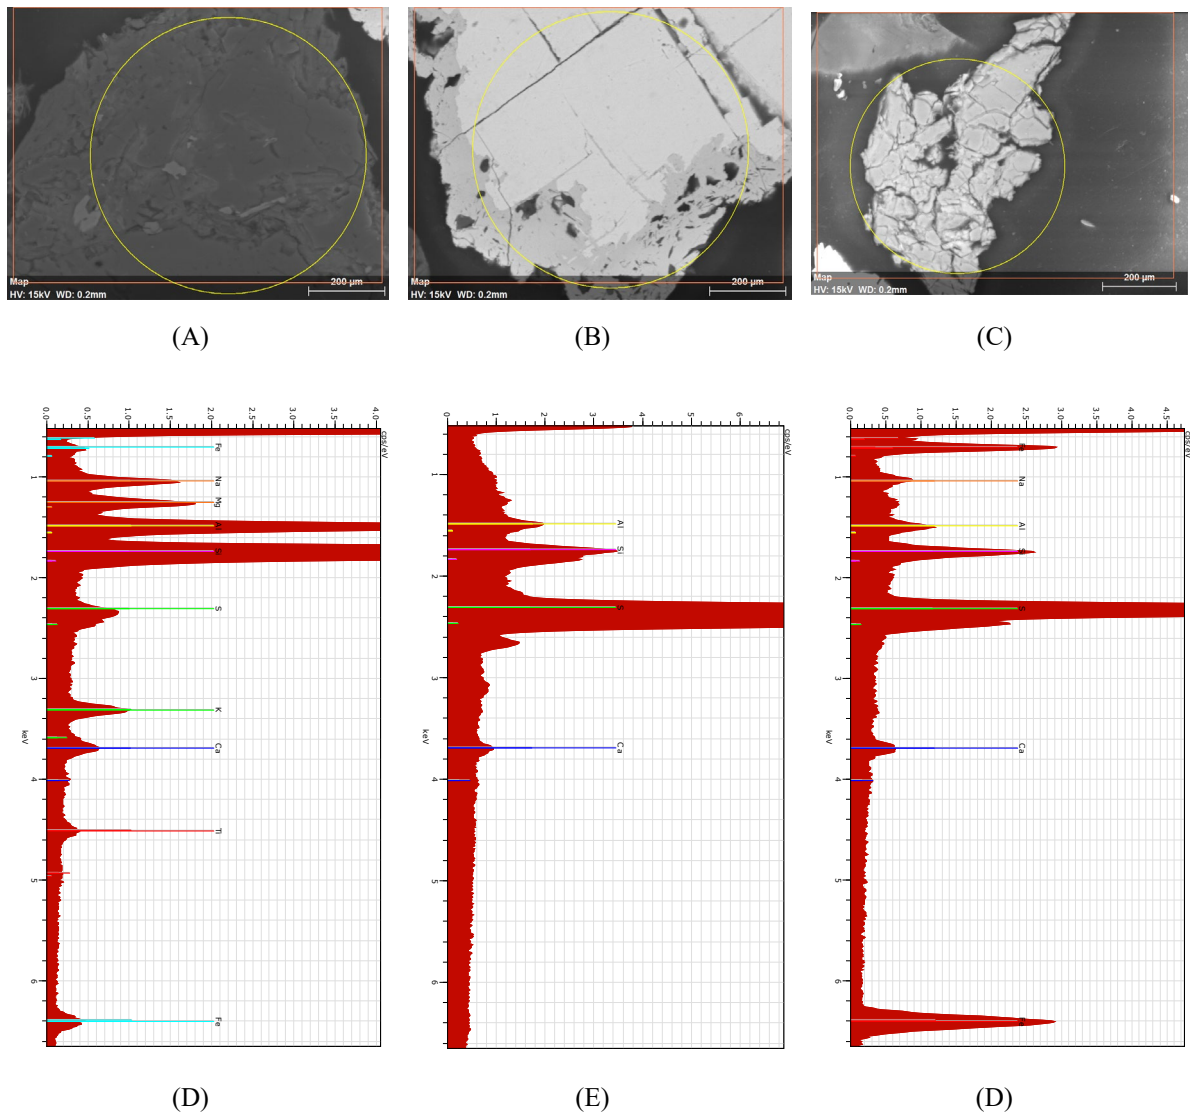 Map
HV: 15kV WD: 0.2mm
200 µm
Map
HV: 15kV WD: 0.2mm
200 µm
Map
HV: 15kV WD: 0.2mm
200 µm
(A)
(B)
(C)
0.0 0.5 1.0 1.5 2.0 2.5 3.0 3.5 4.0
cps/eV
Fe
Na
Mg
Al
Si
S
K
Ca
Ti
Fe
1 2 3 4 5 6
keV
0 1 2 3 4 5 6
cps/eV
Al
Si
S
Ca
1 2 3 4 5 6
keV
0.0 0.5 1.0 1.5 2.0 2.5 3.0 3.5 4.0 4.5
cps/eV
Fe
Na
Al
Si
S
Ca
Fe
1 2 3 4 5 6
keV
(D)
(E)
(D)